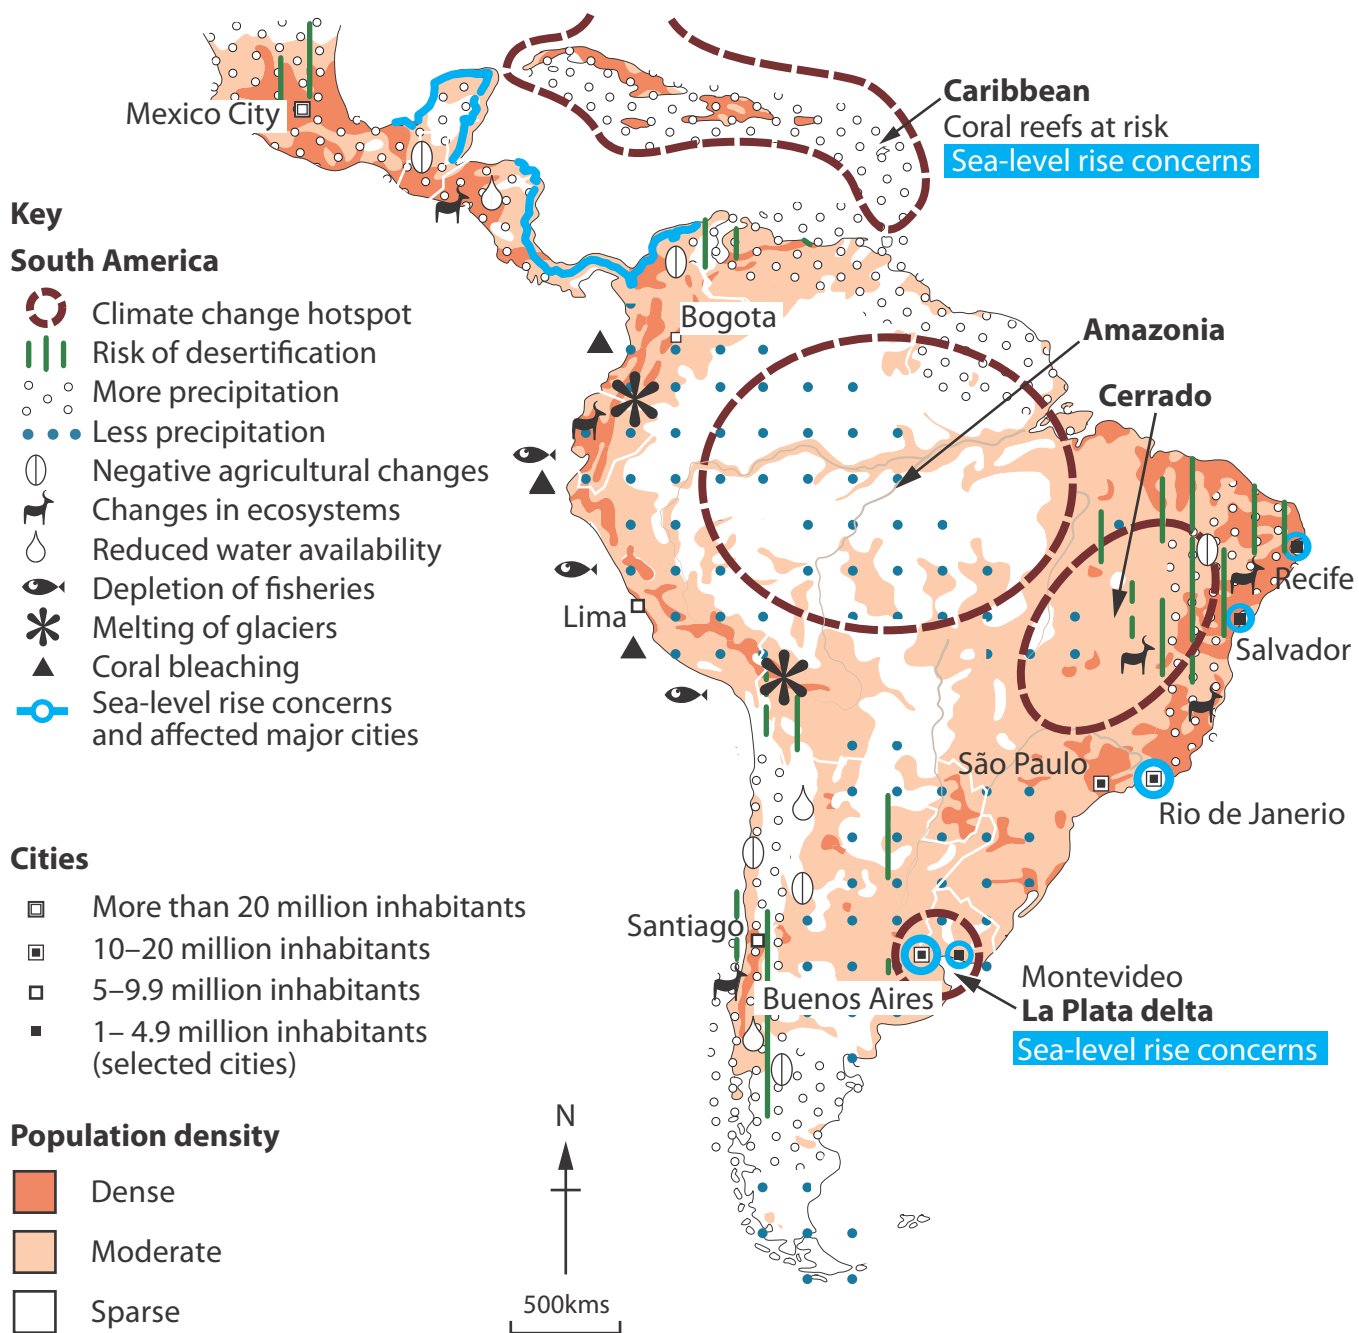 Mexico City
Caribbean
Coral reefs at risk
Sea-level rise concerns
Key
South America
Climate change hotspot
Risk of desertification
More precipitation
Less precipitation
Negative agricultural changes
Changes in ecosystems
Reduced water availability
Depletion of fisheries
Melting of glaciers
Coral bleaching
Sea-level rise concerns
and affected major cities
Bogota
Amazonia
Cerrado
Recife
Lima
Salvador
São Paulo
Rio de Janerio
Cities
More than 20 million inhabitants
10–20 million inhabitants
5–9.9 million inhabitants
1– 4.9 million inhabitants
(selected cities)
Santiago
Buenos Aires
Montevideo
La Plata delta
Sea-level rise concerns
Population density
Dense
Moderate
Sparse
N
500kms